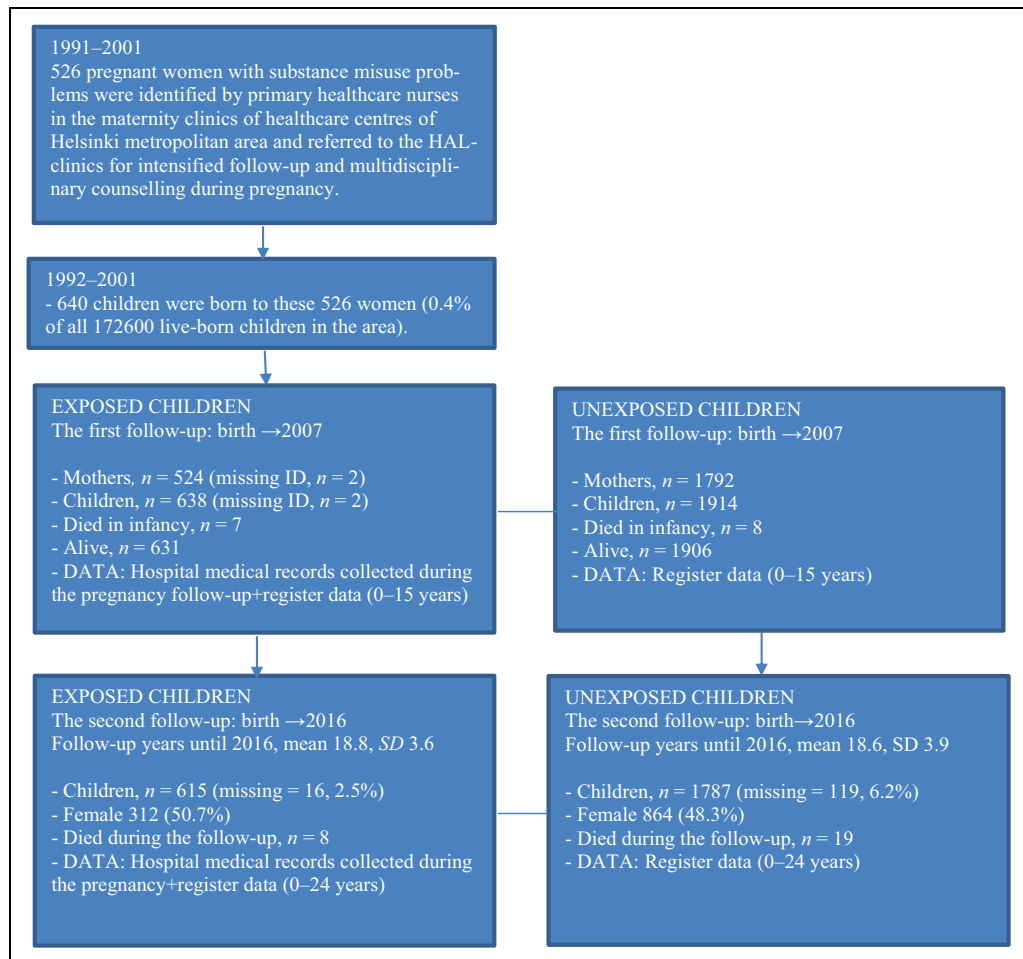 1991–2001
526 pregnant women with substance misuse prob-
lems were identified by primary healthcare nurses
in the maternity clinics of healthcare centres of
Helsinki metropolitan area and referred to the HAL-
clinics for intensified follow-up and multidiscipli-
nary counselling during pregnancy.
1992–2001
- 640 children were born to these 526 women (0.4%
of all 172600 live-born children in the area).
EXPOSED CHILDREN
The first follow-up: birth →2007
- Mothers, n = 524 (missing ID, n = 2)
- Children, n = 638 (missing ID, n = 2)
- Died in infancy, n = 7
- Alive, n = 631
- DATA: Hospital medical records collected during
the pregnancy follow-up+register data (0–15 years)
UNEXPOSED CHILDREN
The first follow-up: birth →2007
- Mothers, n = 1792
- Children, n = 1914
- Died in infancy, n = 8
- Alive, n = 1906
- DATA: Register data (0–15 years)
EXPOSED CHILDREN
The second follow-up: birth →2016
Follow-up years until 2016, mean 18.8, SD 3.6
- Children, n = 615 (missing = 16, 2.5%)
- Female 312 (50.7%)
- Died during the follow-up, n = 8
- DATA: Hospital medical records collected during
the pregnancy+register data (0–24 years)
UNEXPOSED CHILDREN
The second follow-up: birth→2016
Follow-up years until 2016, mean 18.6, SD 3.9
- Children, n = 1787 (missing = 119, 6.2%)
- Female 864 (48.3%)
- Died during the follow-up, n = 19
- DATA: Register data (0–24 years)